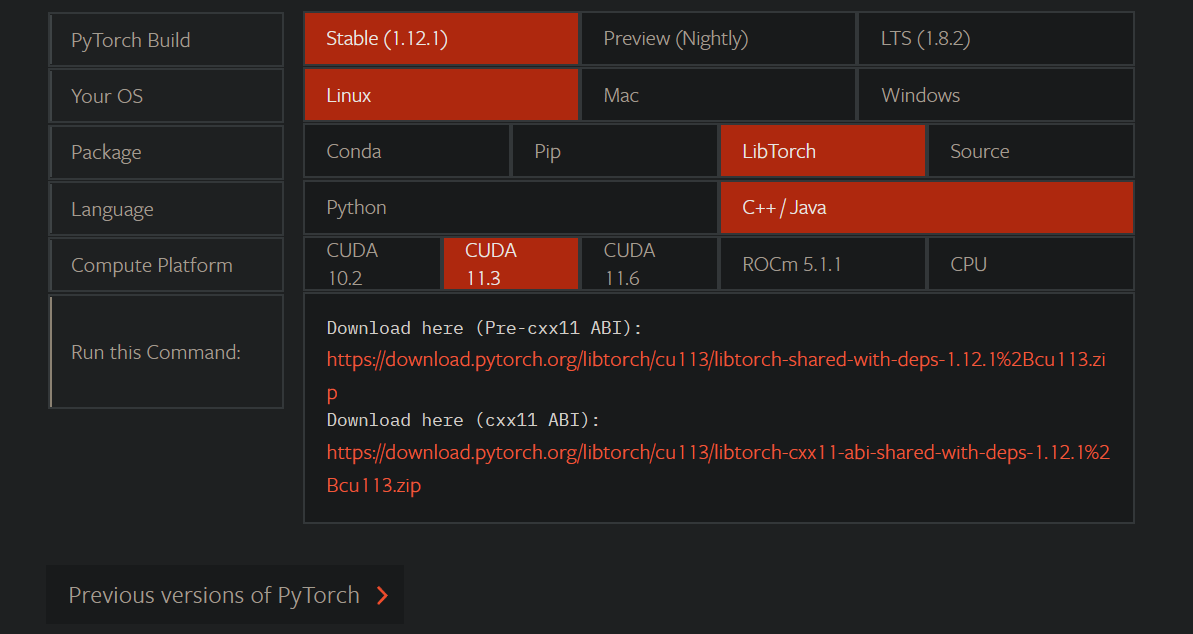 PyTorch Build
Stable (1.12.1)
Preview (Nightly)
LTS (1.8.2)
Your OS
Linux
Mac
Windows
Package
Conda
Pip
LibTorch
Source
Language
Python
C++ / Java
Compute Platform
CUDA
10.2
CUDA
11.3
CUDA
11.6
ROCm 5.1.1
CPU
Run this Command:
Download here (Pre-cxx11 ABI):
https://download.pytorch.org/libtorch/cu113/libtorch-shared-with-deps-1.12.1%2Bcu113.zi
p
Download here (cxx11 ABI):
https://download.pytorch.org/libtorch/cu113/libtorch-cxx11-abi-shared-with-deps-1.12.1%2
Bcu113.zip
Previous versions of PyTorch